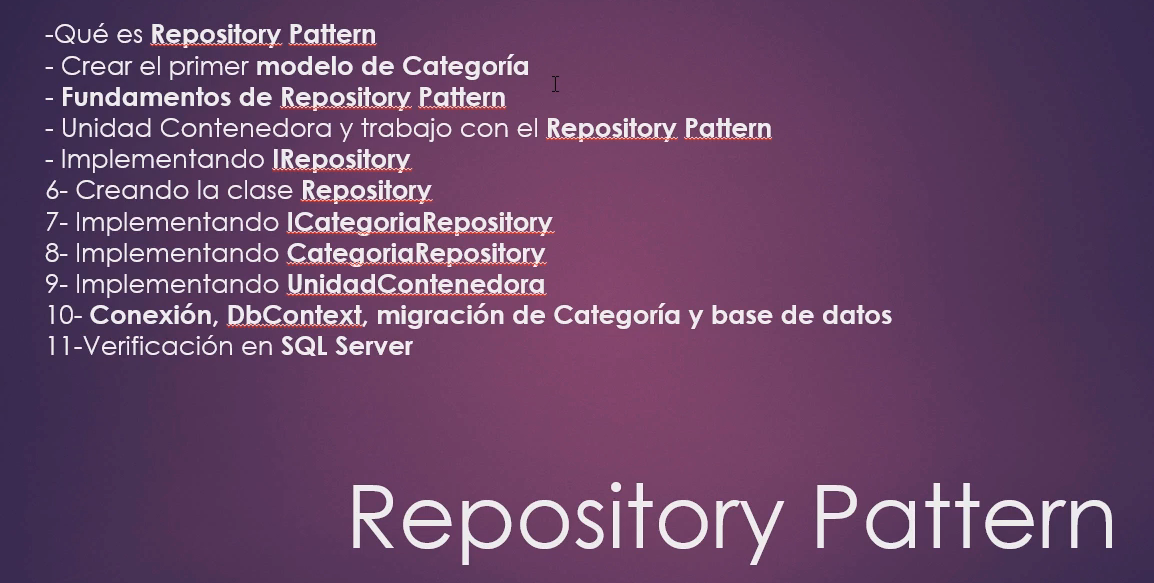 -Qué es Repository Pattern
- Crear el primer modelo de Categoría
- Fundamentos de Repository Pattern
- Unidad Contenedora y trabajo con el Repository Pattern
- Implementando IRepository
6- Creando la clase Repository
7- Implementando ICategoriaRepository
8- Implementando CategoriaRepository
9- Implementando UnidadContenedora
10- Conexión, DbContext, migración de Categoría y base de datos
11-Verificación en SQL Server
Repository Pattern